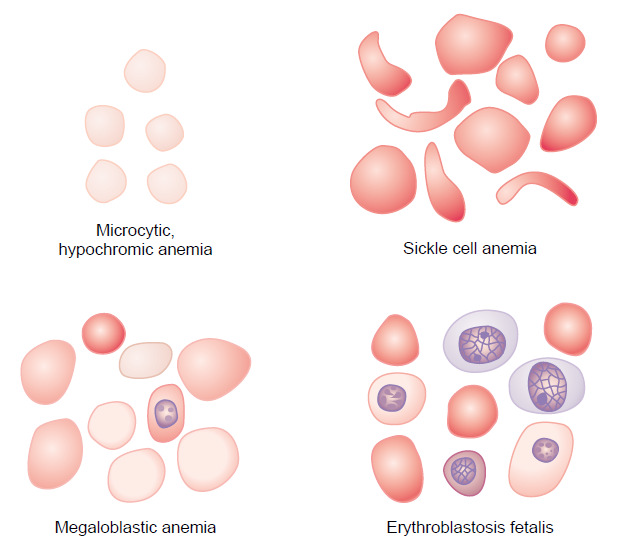 Microcytic,
hypochromic anemia
Sickle cell anemia
Megaloblastic anemia
Erythroblastosis fetalis